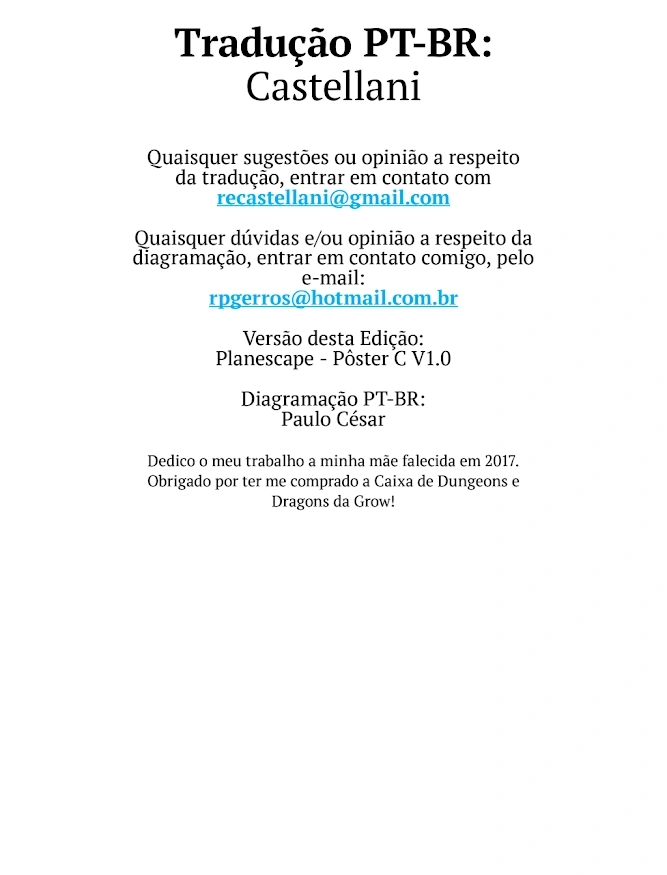 Tradução PT-BR:
Castellani
Quaisquer sugestões ou opinião a respeito
da tradução, entrar em contato com
recastellani@gmail.com
Quaisquer dúvidas e/ou opinião a respeito da
diagramação, entrar em contato comigo, pelo
e-mail:
rpgerros@hotmail.com.br
Versão desta Edição:
Planescape - Pôster C V1.0
Diagramação PT-BR:
Paulo César
Dedico o meu trabalho a minha mãe falecida em 2017.
Obrigado por ter me comprado a Caixa de Dungeons e
Dragons da Grow!